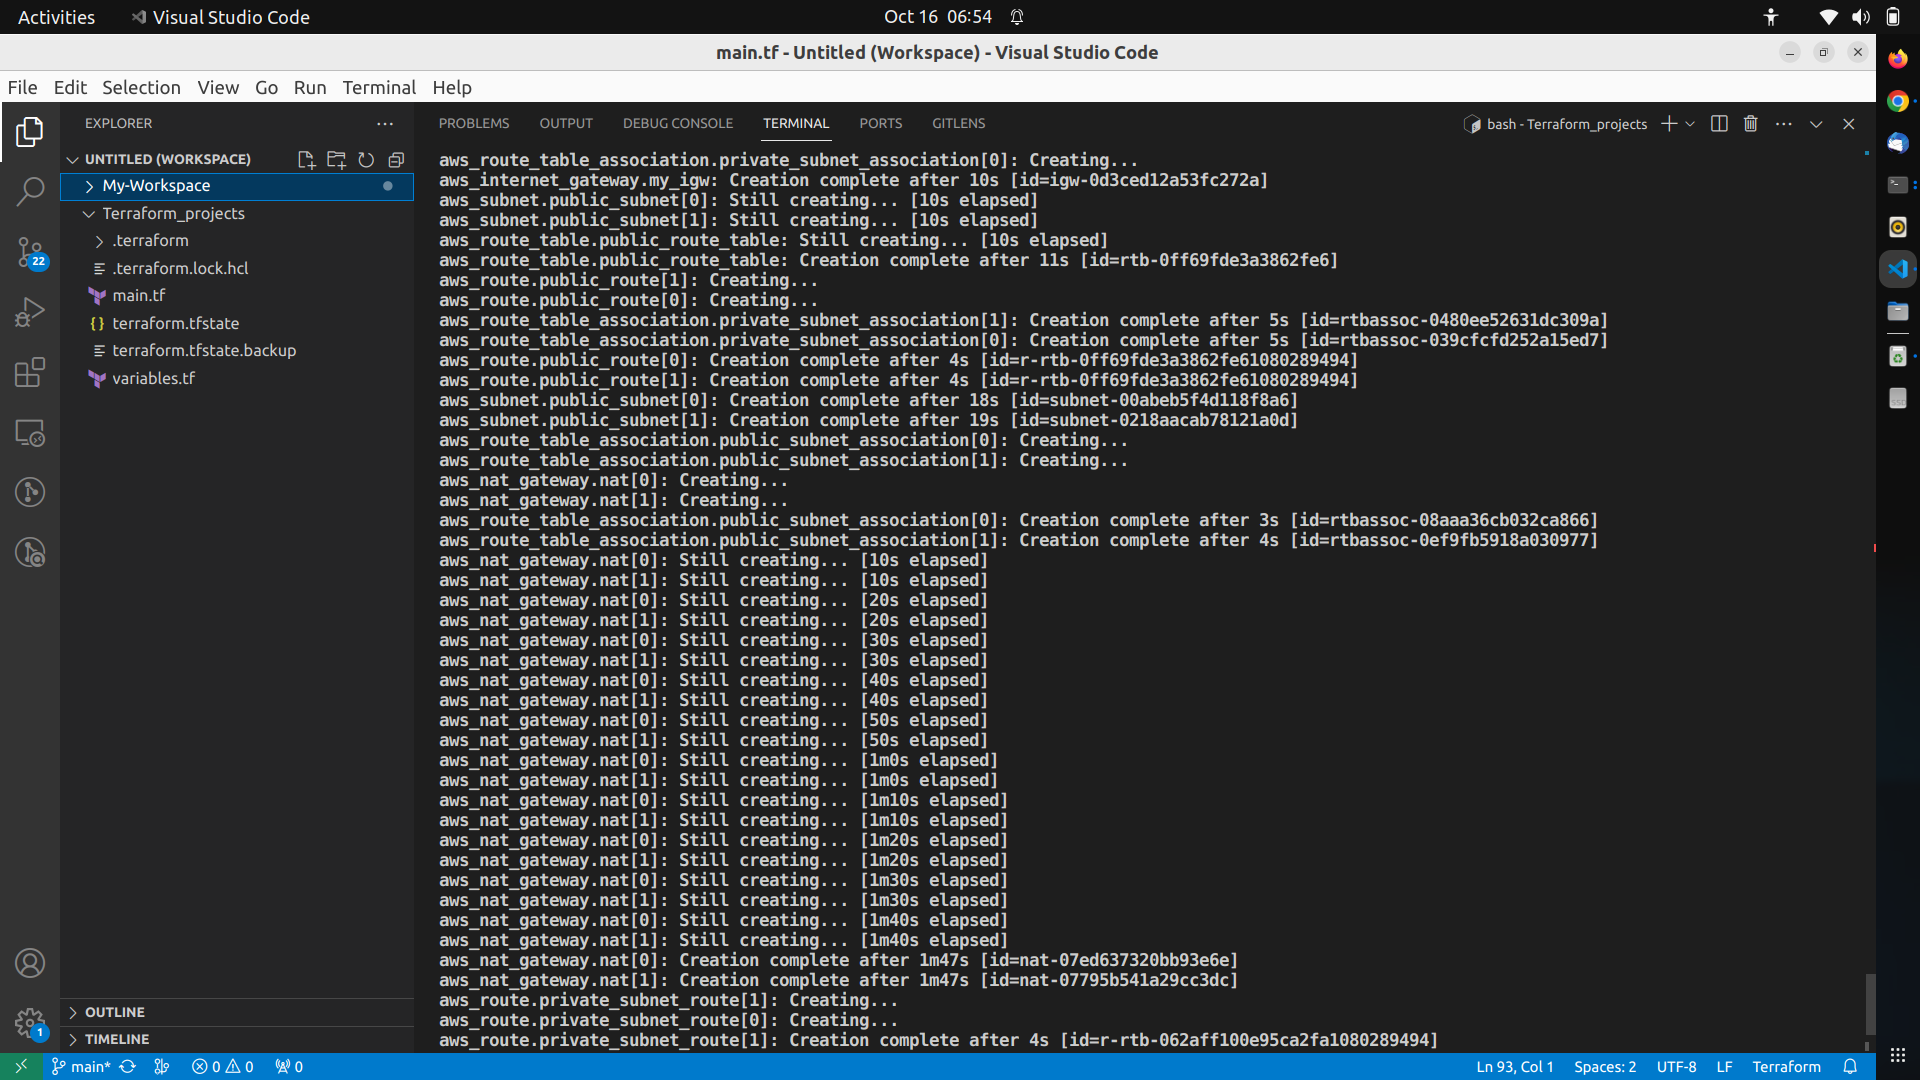 Activities
Visual Studio Code
Oct 16 06:54
main.tf - Untitled (Workspace) - Visual Studio Code
File Edit Selection View Go Run Terminal Help
EXPLORER
PROBLEMS OUTPUT DEBUG CONSOLE TERMINAL PORTS GITLENS
bash - Terraform_projects
UNTITLED (WORKSPACE)
My-Workspace
Terraform_projects
.terraform
.terraform.lock.hcl
main.tf
{} terraform.tfstate
terraform.tfstate.backup
variables.tf
22
aws_route_table_association.private_subnet_association[0]: Creating...
aws_internet_gateway.my_igw: Creation complete after 10s [id=igw-0d3ced12a53fc272a]
aws_subnet.public_subnet[0]: Still creating... [10s elapsed]
aws_subnet.public_subnet[1]: Still creating... [10s elapsed]
aws_route_table.public_route_table: Still creating... [10s elapsed]
aws_route_table.public_route_table: Creation complete after 11s [id=rtb-0ff69fde3a3862fe6]
aws_route.public_route[1]: Creating...
aws_route.public_route[0]: Creating...
aws_route_table_association.private_subnet_association[1]: Creation complete after 5s [id=rtbassoc-0480ee52631dc309a]
aws_route_table_association.private_subnet_association[0]: Creation complete after 5s [id=rtbassoc-039cfcfd252a15ed7]
aws_route.public_route[0]: Creation complete after 4s [id=r-rtb-0ff69fde3a3862fe61080289494]
aws_route.public_route[1]: Creation complete after 4s [id=r-rtb-0ff69fde3a3862fe61080289494]
aws_subnet.public_subnet[0]: Creation complete after 18s [id=subnet-00abeb5f4d118f8a6]
aws_subnet.public_subnet[1]: Creation complete after 19s [id=subnet-0218aacab78121a0d]
aws_route_table_association.public_subnet_association[0]: Creating...
aws_route_table_association.public_subnet_association[1]: Creating...
aws_nat_gateway.nat[0]: Creating...
aws_nat_gateway.nat[1]: Creating...
aws_route_table_association.public_subnet_association[0]: Creation complete after 3s [id=rtbassoc-08aaa36cb032ca866]
aws_route_table_association.public_subnet_association[1]: Creation complete after 4s [id=rtbassoc-0ef9fb5918a030977]
aws_nat_gateway.nat[0]: Still creating... [10s elapsed]
aws_nat_gateway.nat[1]: Still creating... [10s elapsed]
aws_nat_gateway.nat[0]: Still creating... [20s elapsed]
aws_nat_gateway.nat[1]: Still creating... [20s elapsed]
aws_nat_gateway.nat[0]: Still creating... [30s elapsed]
aws_nat_gateway.nat[1]: Still creating... [30s elapsed]
aws_nat_gateway.nat[0]: Still creating... [40s elapsed]
aws_nat_gateway.nat[1]: Still creating... [40s elapsed]
aws_nat_gateway.nat[0]: Still creating... [50s elapsed]
aws_nat_gateway.nat[1]: Still creating... [50s elapsed]
aws_nat_gateway.nat[0]: Still creating... [1m0s elapsed]
aws_nat_gateway.nat[1]: Still creating... [1m0s elapsed]
aws_nat_gateway.nat[0]: Still creating... [1m10s elapsed]
aws_nat_gateway.nat[1]: Still creating... [1m10s elapsed]
aws_nat_gateway.nat[0]: Still creating... [1m20s elapsed]
aws_nat_gateway.nat[1]: Still creating... [1m20s elapsed]
aws_nat_gateway.nat[0]: Still creating... [1m30s elapsed]
aws_nat_gateway.nat[1]: Still creating... [1m30s elapsed]
aws_nat_gateway.nat[0]: Still creating... [1m40s elapsed]
aws_nat_gateway.nat[1]: Still creating... [1m40s elapsed]
aws_nat_gateway.nat[0]: Creation complete after 1m47s [id=nat-07ed637320bb93e6e]
aws_nat_gateway.nat[1]: Creation complete after 1m47s [id=nat-07795b541a29cc3dc]
aws_route.private_subnet_route[1]: Creating...
aws_route.private_subnet_route[0]: Creating...
aws_route.private_subnet_route[1]: Creation complete after 4s [id=r-rtb-062aff100e95ca2fa1080289494]
OUTLINE
TIMELINE
1
main* 0 0 0
Ln 93, Col 1 Spaces: 2 UTF-8 LF Terraform